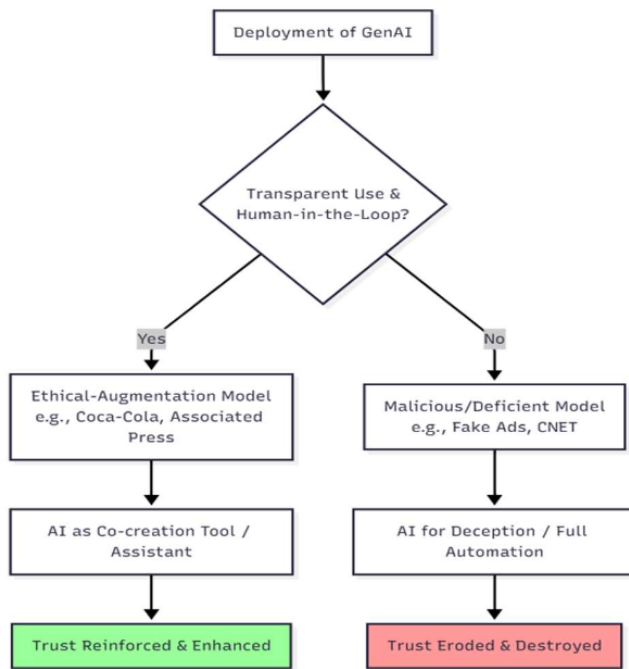 Deployment of GenAI
Transparent Use &
Human-in-the-Loop?
Yes
No
Ethical-Augmentation Model
e.g., Coca-Cola, Associated
Press
Malicious/Deficient Model
e.g., Fake Ads, CNET
AI as Co-creation Tool /
Assistant
AI for Deception / Full
Automation
Trust Reinforced & Enhanced
Trust Eroded & Destroyed